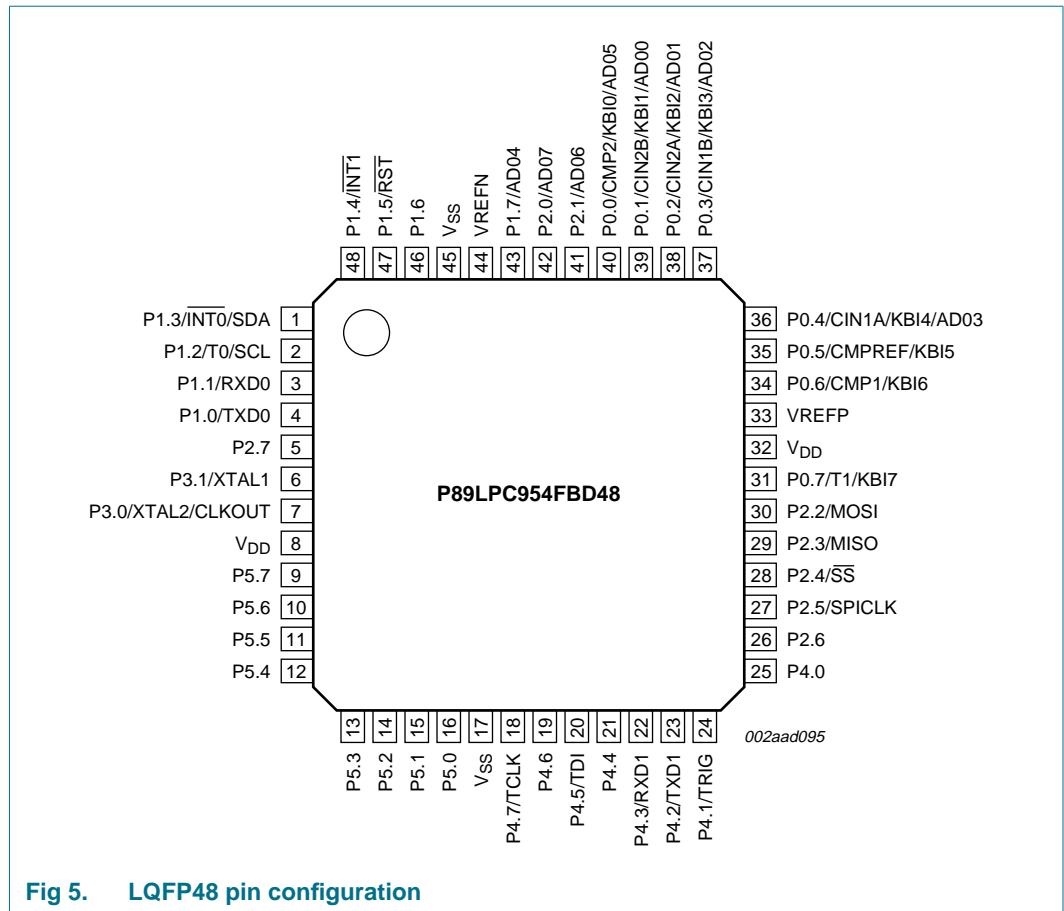 P1.4/INT1
P1.5/RST
P1.6
VSS
VREFN
P1.7/AD04
P2.0/AD07
P2.1/AD06
P0.0/CMP2/KBI0/AD05
P0.1/CIN2B/KBI1/AD00
P0.2/CIN2A/KBI2/AD01
P0.3/CIN1B/KBI3/AD02
48 47 46 45 44 43 42 41 40 39 38 37
P1.3/INT0/SDA 1
P1.2/T0/SCL 2
P1.1/RXD0 3
P1.0/TXD0 4
P2.7 5
P3.1/XTAL1 6
P3.0/XTAL2/CLKOUT 7
VDD 8
P5.7 9
P5.6 10
P5.5 11
P5.4 12
P89LPC954FBD48
36 P0.4/CIN1A/KBI4/AD03
35 P0.5/CMPREF/KBI5
34 P0.6/CMP1/KBI6
33 VREFP
32 VDD
31 P0.7/T1/KBI7
30 P2.2/MOSI
29 P2.3/MISO
28 P2.4/SS
27 P2.5/SPICLK
26 P2.6
25 P4.0
13 14 15 16 17 18 19 20 21 22 23 24
P5.3
P5.2
P5.1
P5.0
VSS
P4.7/TCLK
P4.6
P4.5/TDI
P4.4
P4.3/RXD1
P4.2/TXD1
P4.1/TRIG
002aad095
Fig 5. LQFP48 pin configuration